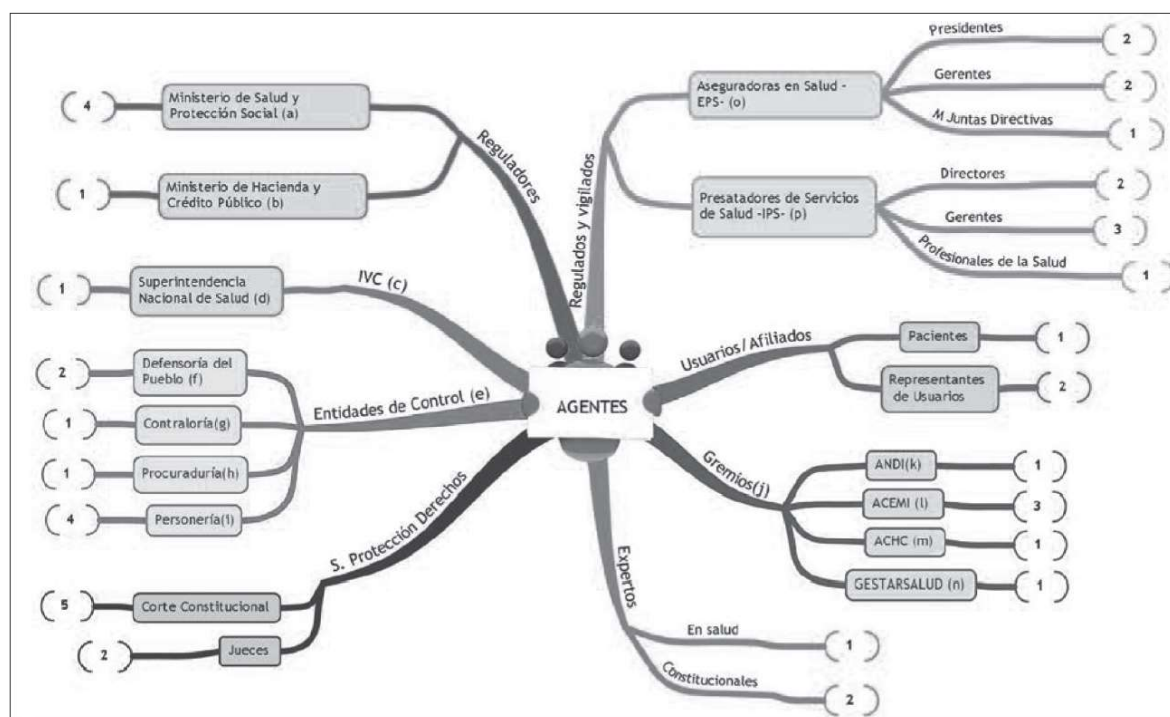 AGENTES
Reguladores
Ministerio de Salud y
Protección Social (a)
4
Ministerio de Hacienda y
Crédito Público (b)
1
IVC (c)
Superintendencia
Nacional de Salud (d)
1
Entidades de Control (e)
Defensoría del
Pueblo (f)
2
Contraloría(g)
1
Procuraduría(h)
1
Personería(i)
4
S. Protección Derechos
Corte Constitucional
5
Jueces
2
Regulados y vigilados
Aseguradoras en Salud -
EPS- (o)
Presidentes
2
Gerentes
2
M Juntas Directivas
1
Presatadores de Servicios
de Salud -IPS- (p)
Directores
2
Gerentes
3
Profesionales de la Salud
1
Usuarios/Afiliados
Pacientes
1
Representantes
de Usuarios
2
Gremios(j)
ANDI(k)
1
ACEMI (l)
3
ACHC (m)
1
GESTARSALUD (n)
1
Expertos
En salud
1
Constitucionales
2